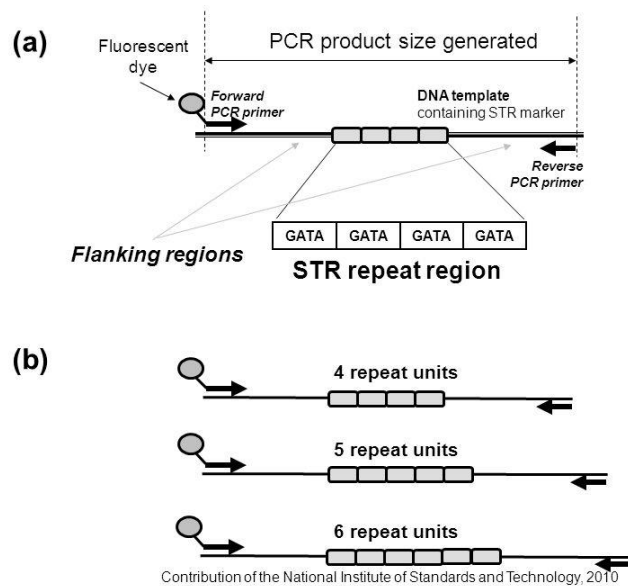 (a)
Fluorescent
dye
PCR product size generated
Forward
PCR primer
DNA template
containing STR marker
Reverse
PCR primer
Flanking regions
GATA GATA GATA GATA
STR repeat region
(b)
4 repeat units
5 repeat units
6 repeat units
Contribution of the National Institute of Standards and Technology, 2010